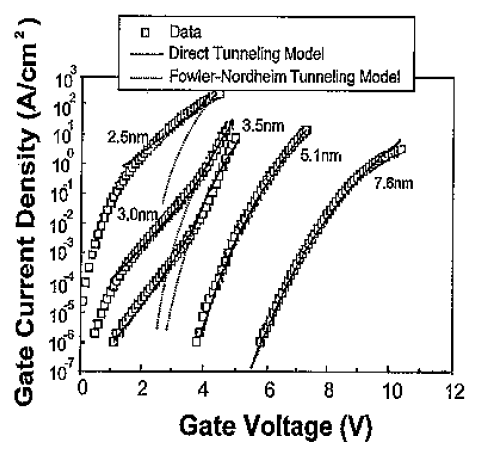 Data
Direct Tunneling Model
Fowler-Nordheim Tunneling Model
Gate Current Density (A/cm²)
10³
10²
10¹
10⁰
10⁻¹
10⁻²
10⁻³
10⁻⁴
10⁻⁵
10⁻⁶
10⁻⁷
2.5nm
3.5nm
3.0nm
5.1nm
7.6nm
0 2 4 6 8 10 12
Gate Voltage (V)